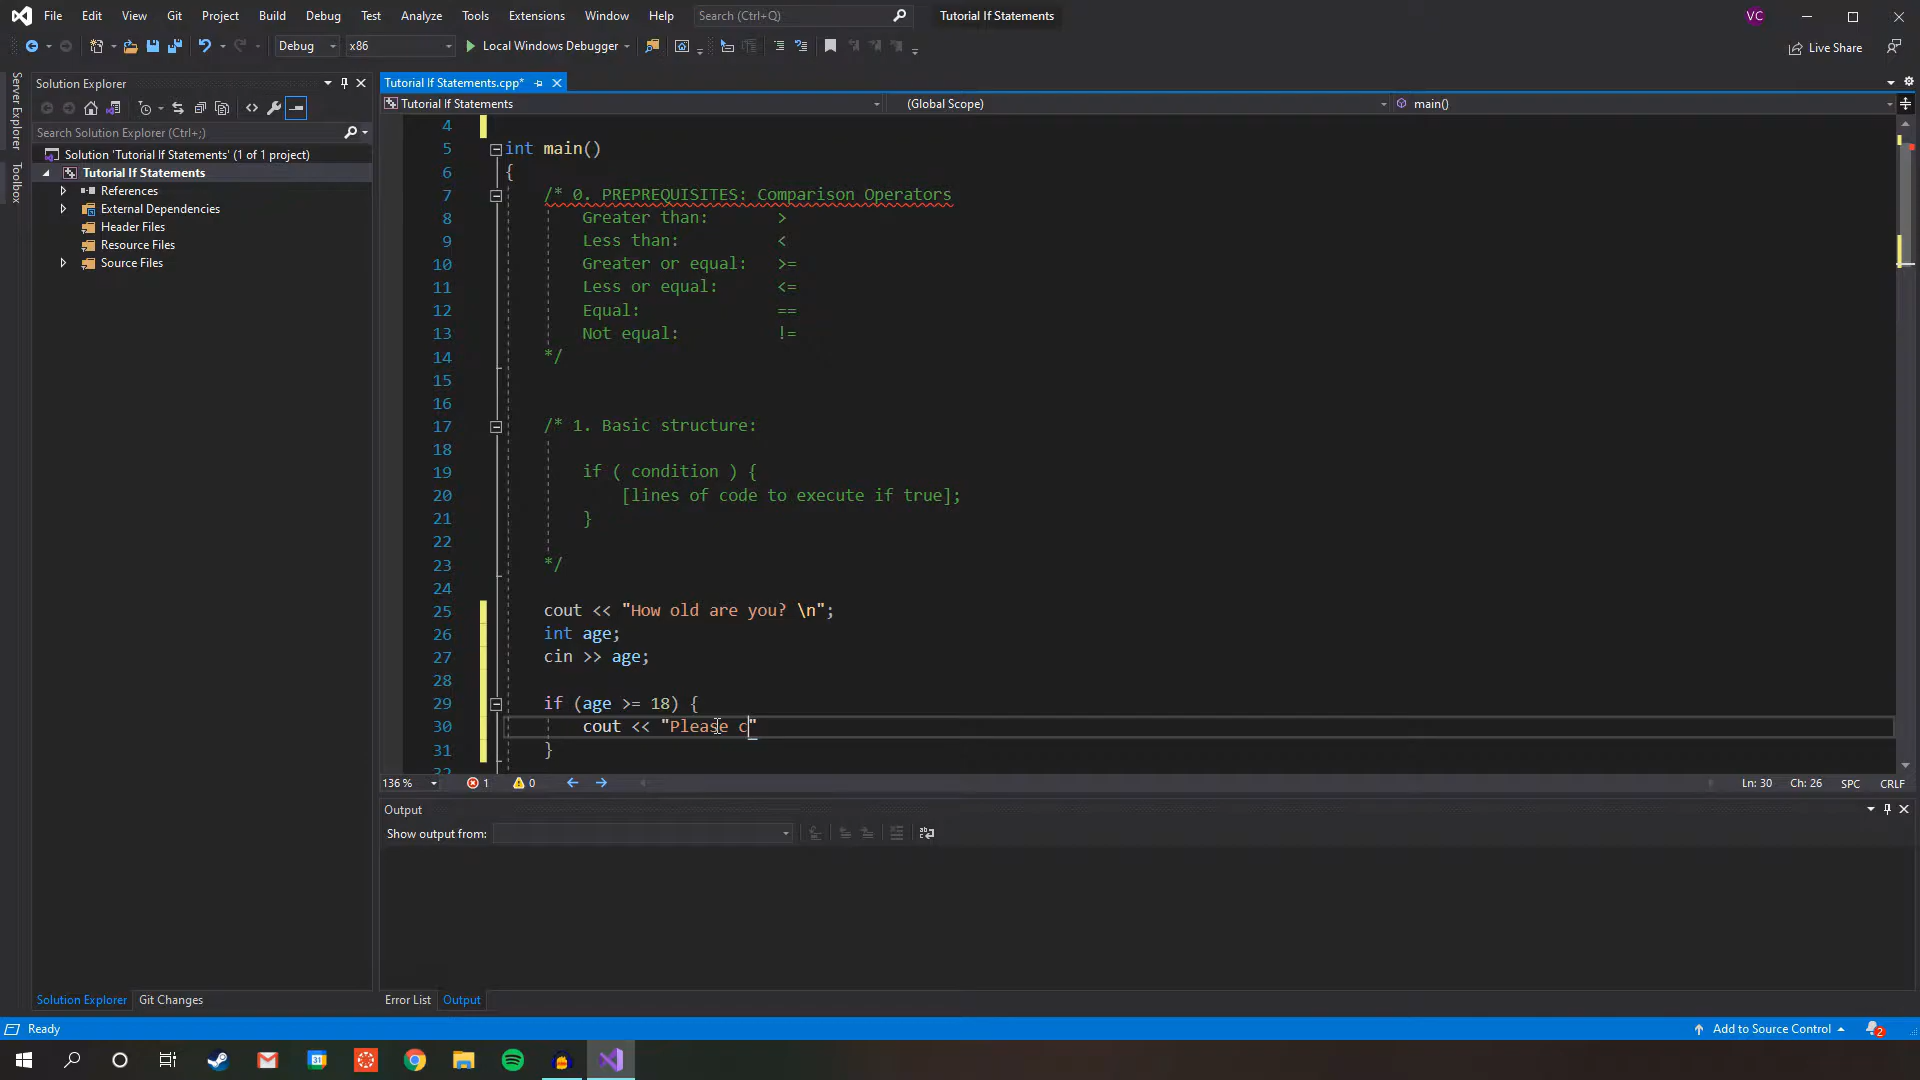 File Edit View Git Project Build Debug Test Analyze Tools Extensions Window Help Search (Ctrl+Q) Tutorial If Statements VC
Debug x86 Local Windows Debugger Live Share
Server Explorer
Toolbox
Solution Explorer
Search Solution Explorer (Ctrl+;)
Solution 'Tutorial If Statements' (1 of 1 project)
Tutorial If Statements
References
External Dependencies
Header Files
Resource Files
Source Files
Tutorial If Statements.cpp*
Tutorial If Statements (Global Scope) main()
4
5 int main()
6 {
7 /* 0. PREPREQUISITES: Comparison Operators
8 Greater than: >
9 Less than: <
10 Greater or equal: >=
11 Less or equal: <=
12 Equal: ==
13 Not equal: !=
14 */
15
16
17 /* 1. Basic structure:
18
19 if ( condition ) {
20 [lines of code to execute if true];
21 }
22
23 */
24
25 cout << "How old are you? \n";
26 int age;
27 cin >> age;
28
29 if (age >= 18) {
30 cout << "Please c"
31 }
32
136 % 1 0 Ln: 30 Ch: 26 SPC CRLF
Output
Show output from:
Solution Explorer Git Changes Error List Output
Ready Add to Source Control 2
31